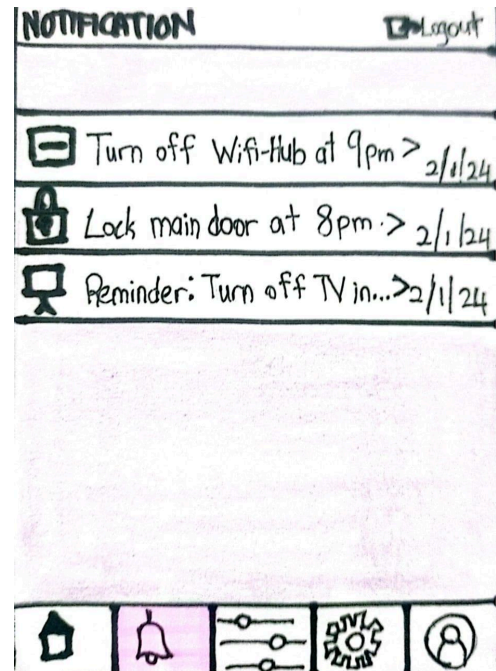 NOTIFICATION Logout
Turn off Wifi-Hub at 9pm > 2/1/24
Lock main door at 8pm.> 2/1/24
Reminder: Turn off TV in...> 2/1/24